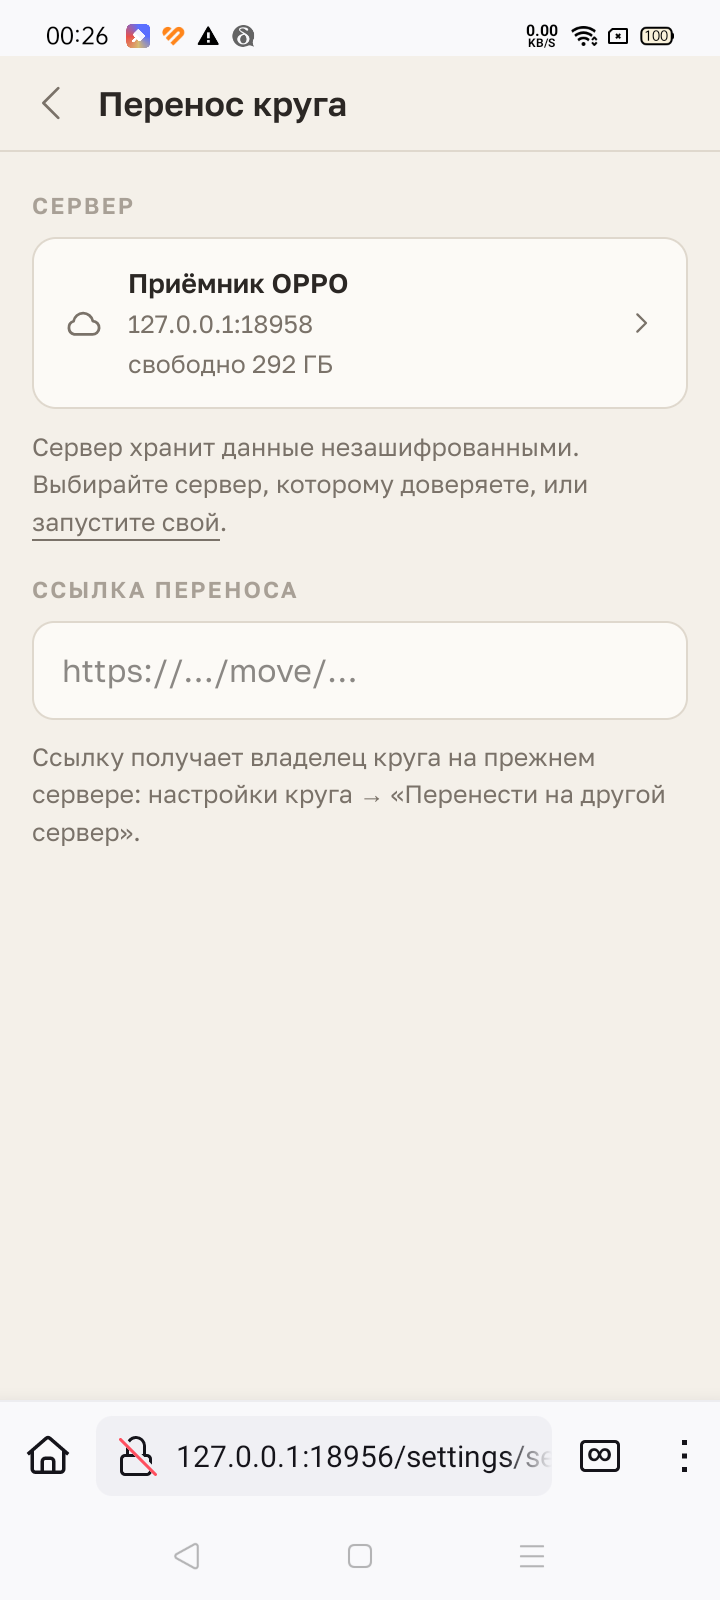 00:26
0.00
KB/S
100
Перенос круга
СЕРВЕР
Приёмник OPPO
127.0.0.1:18958
свободно 292 ГБ
Сервер хранит данные незашифрованными.
Выбирайте сервер, которому доверяете, или
запустите свой.
ССЫЛКА ПЕРЕНОСА
https://.../move/...
Ссылку получает владелец круга на прежнем
сервере: настройки круга → «Перенести на другой
сервер».
127.0.0.1:18956/settings/se